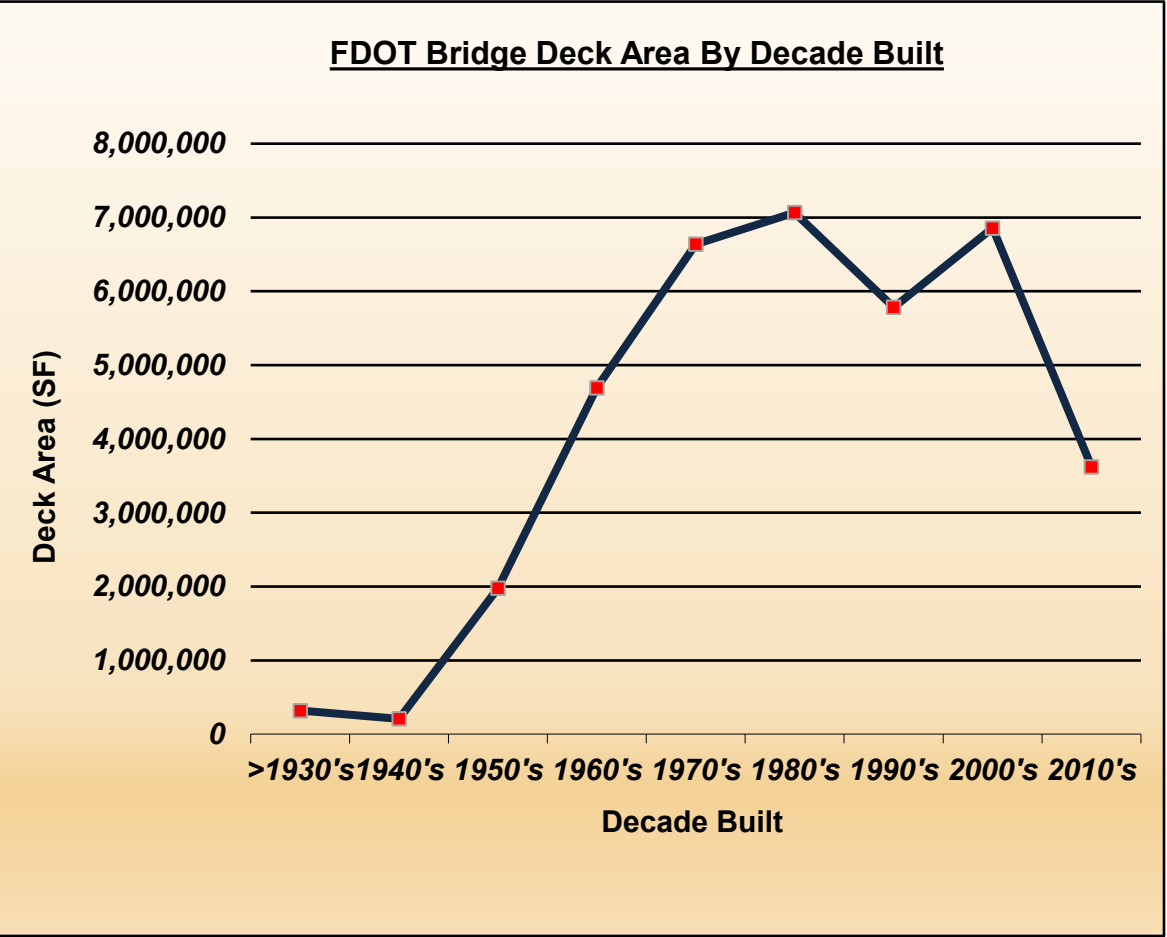 FDOT Bridge Deck Area By Decade Built
8,000,000
7,000,000
6,000,000
5,000,000
4,000,000
3,000,000
2,000,000
1,000,000
0
Deck Area (SF)
>1930's 1940's 1950's 1960's 1970's 1980's 1990's 2000's 2010's
Decade Built